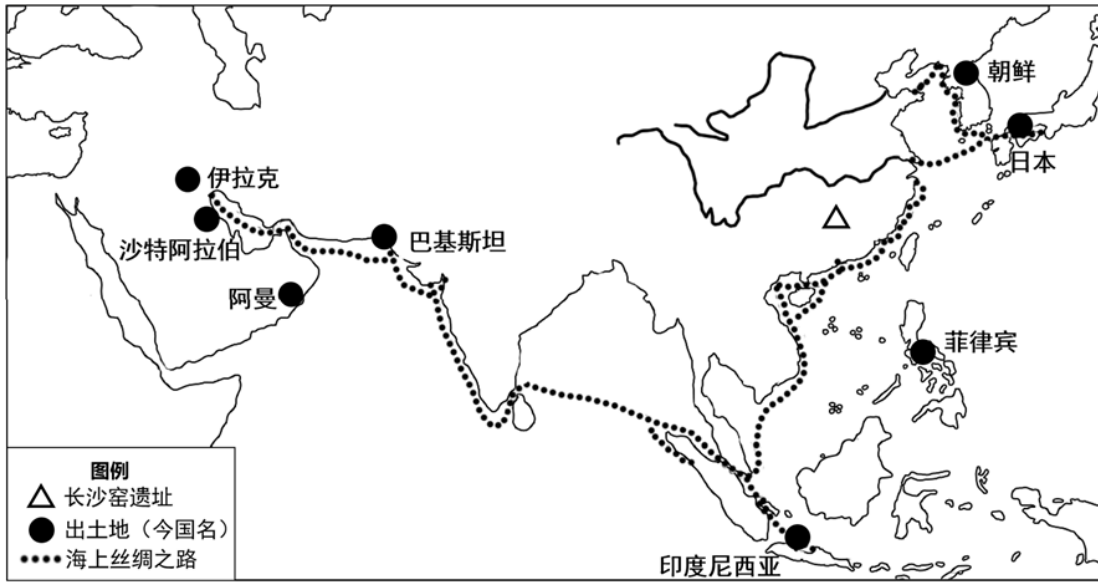 朝鲜
日本
伊拉克
沙特阿拉伯
巴基斯坦
阿曼
菲律宾
印度尼西亚
图例
长沙窑遗址
出土地（今国名）
海上丝绸之路